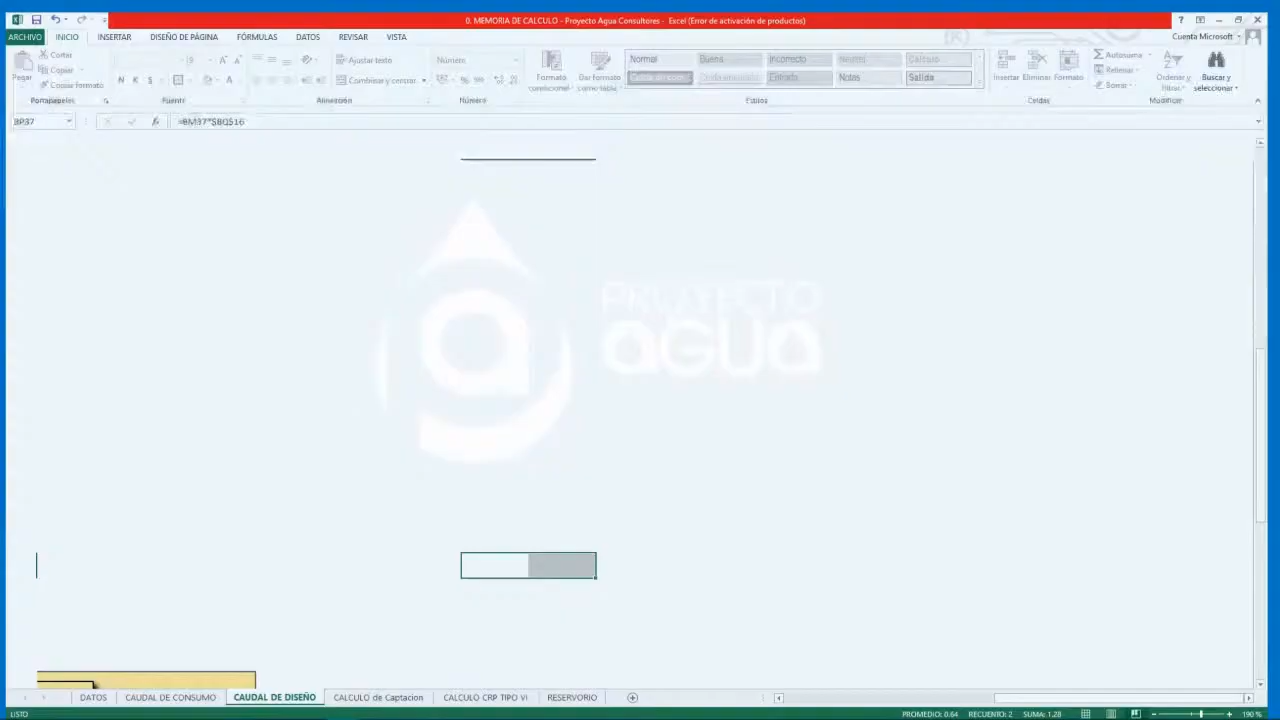 0. MEMORIA DE CALCULO - Proyecto Agua Consultores - Excel (Error de activación de productos)
ARCHIVO INICIO INSERTAR DISEÑO DE PÁGINA FÓRMULAS DATOS REVISAR VISTA Cuenta Microsoft
Pegar
Cortar
Copiar
Copiar formato
Portapapeles
N K S
Fuente
Ajustar texto
Combinar y centrar
Alineación
Número
Número
Formato condicional
Dar formato como tabla
Normal Buena Incorrecto Neutral Cálculo
Entrada Notas Salida
Estilos
Insertar Eliminar Formato
Celdas
Autosuma
Rellenar
Borrar
Ordenar y filtrar
Buscar y seleccionar
Modificar
BP37 =BM37*$BQ$16
PROYECTO
AGUA
DATOS CAUDAL DE CONSUMO CAUDAL DE DISEÑO CALCULO de Captacion CALCULO CRP TIPO VI RESERVORIO
LISTO PROMEDIO: 0.64 RECUENTO: 2 SUMA: 1.28 190 %